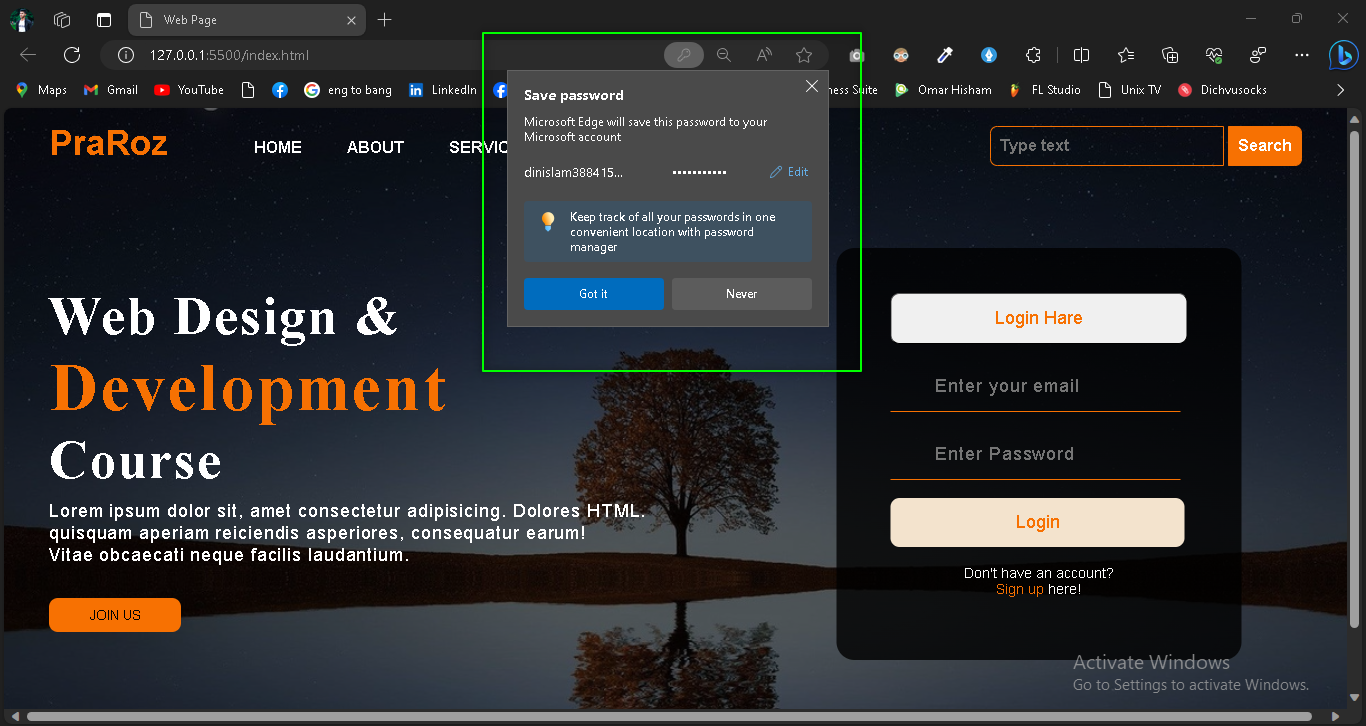 Web Page
127.0.0.1:5500/index.html
Maps
Gmail
YouTube
eng to bang
LinkedIn
ness Suite
Omar Hisham
FL Studio
Unix TV
Dichvusocks
Save password
Microsoft Edge will save this password to your
Microsoft account
dinislam388415...
Edit
Keep track of all your passwords in one
convenient location with password
manager
Got it
Never
PraRoz
HOME
ABOUT
SERVIC
Type text
Search
Web Design &
Development
Course
Lorem ipsum dolor sit, amet consectetur adipisicing. Dolores HTML.
quisquam aperiam reiciendis asperiores, consequatur earum!
Vitae obcaecati neque facilis laudantium.
JOIN US
Login Hare
Enter your email
Enter Password
Login
Don't have an account?
Sign up here!
Activate Windows
Go to Settings to activate Windows.